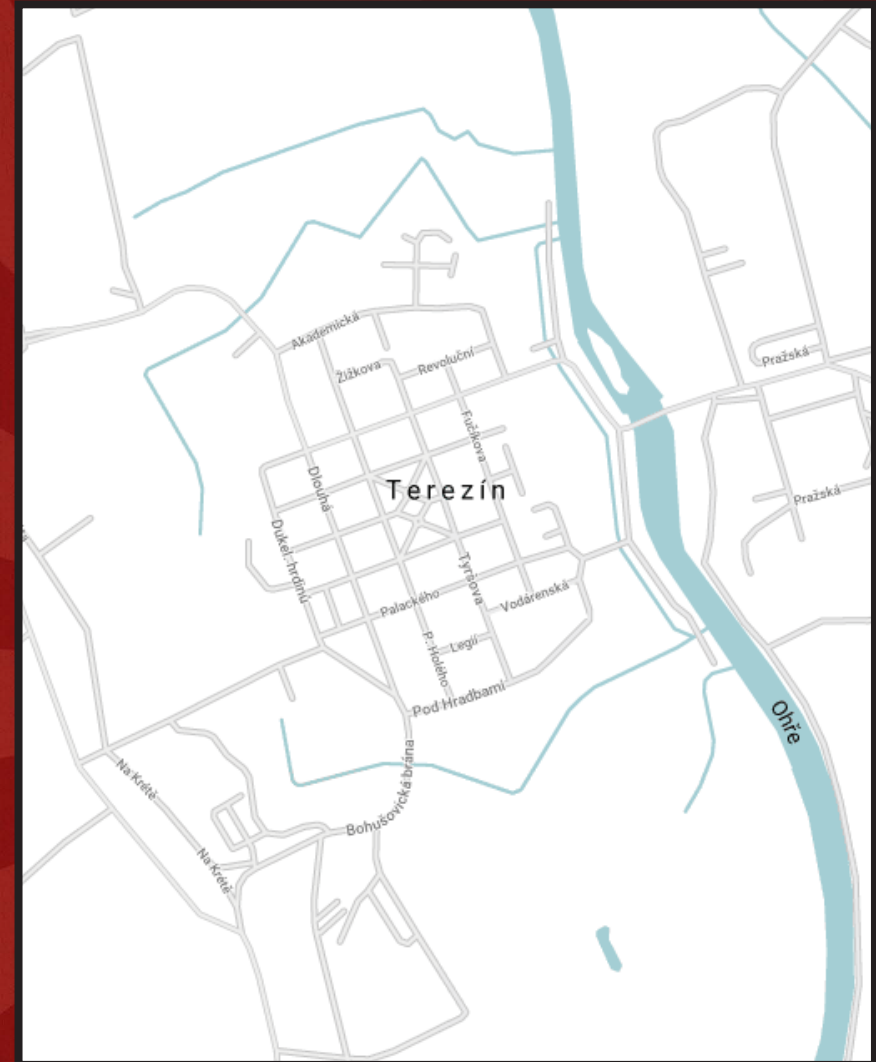 Akademická
Pražská
Žižkova
Revoluční
Fučíkova
Terezín
Dlouhá
Pražská
Dukel. hrdinů
Tyršova
Palackého
Vodárenská
P. Holého
Legií
Pod Hradbami
Ohře
Na Krétě
Bohušovická brána
Na Krétě